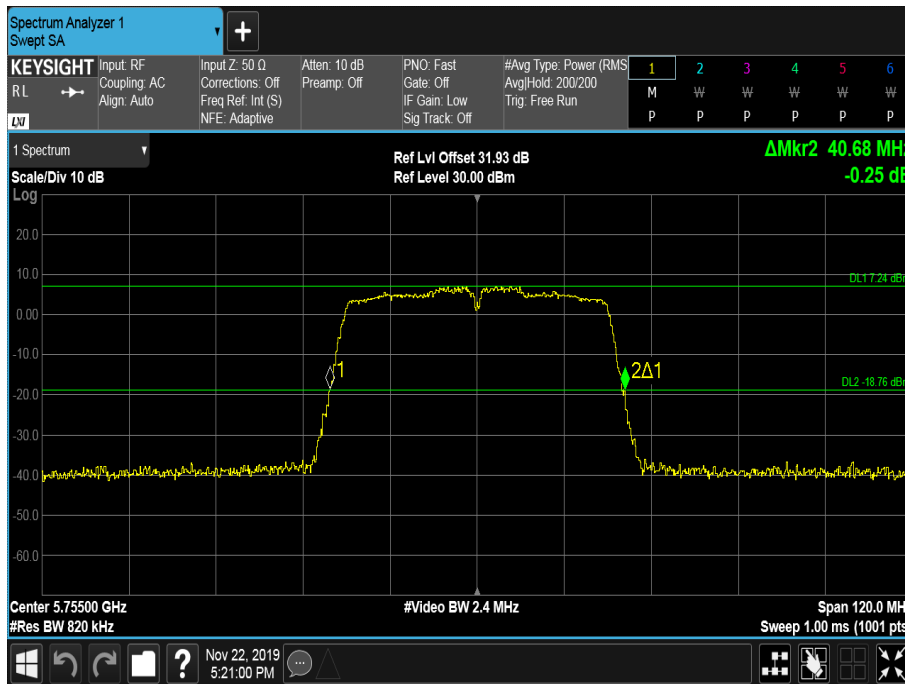 Spectrum Analyzer 1
Swept SA
KEYSIGHT
RL
LXI
Input: RF
Coupling: AC
Align: Auto
Input Z: 50 Ω
Corrections: Off
Freq Ref: Int (S)
NFE: Adaptive
Atten: 10 dB
Preamp: Off
PNO: Fast
Gate: Off
IF Gain: Low
Sig Track: Off
#Avg Type: Power (RMS
Avg|Hold: 200/200
Trig: Free Run
1 2 3 4 5 6
M W W W W W
P P P P P P
1 Spectrum
Scale/Div 10 dB
Ref Lvl Offset 31.93 dB
Ref Level 30.00 dBm
ΔMkr2 40.68 MHz
-0.25 dB
Log
20.0
10.0
DL1 7.24 dBm
0.00
-10.0
1
2Δ1
DL2 -18.76 dBm
-20.0
-30.0
-40.0
-50.0
-60.0
Center 5.75500 GHz
#Video BW 2.4 MHz
Span 120.0 MH
#Res BW 820 kHz
Sweep 1.00 ms (1001 pts
Nov 22, 2019
5:21:00 PM